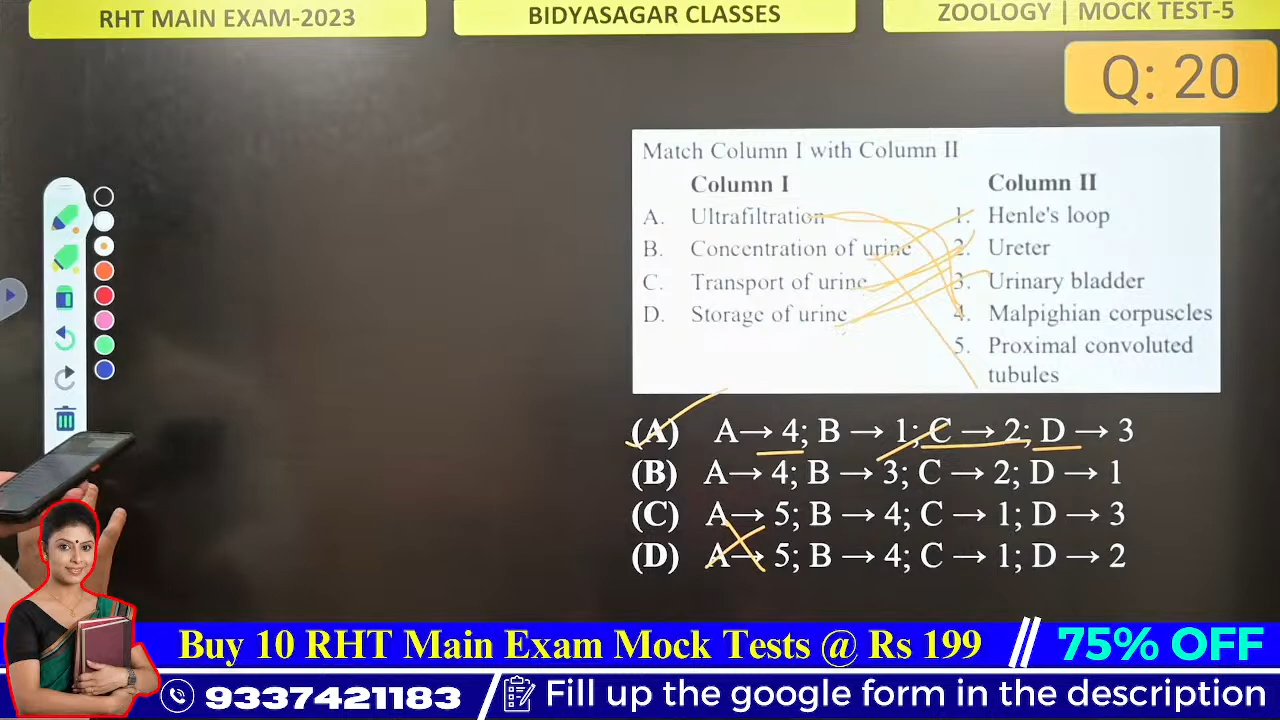 RHT MAIN EXAM-2023
BIDYASAGAR CLASSES
ZOOLOGY | MOCK TEST-5
Q: 20
Match Column I with Column II
Column I Column II
A. Ultrafiltration 1. Henle's loop
B. Concentration of urine 2. Ureter
C. Transport of urine 3. Urinary bladder
D. Storage of urine 4. Malpighian corpuscles
5. Proximal convoluted
tubules
(A) A→ 4; B → 1; C → 2; D → 3
(B) A→ 4; B → 3; C → 2; D → 1
(C) A→ 5; B → 4; C → 1; D → 3
(D) A→ 5; B → 4; C → 1; D → 2
Buy 10 RHT Main Exam Mock Tests @ Rs 199 // 75% OFF
9337421183 / Fill up the google form in the description